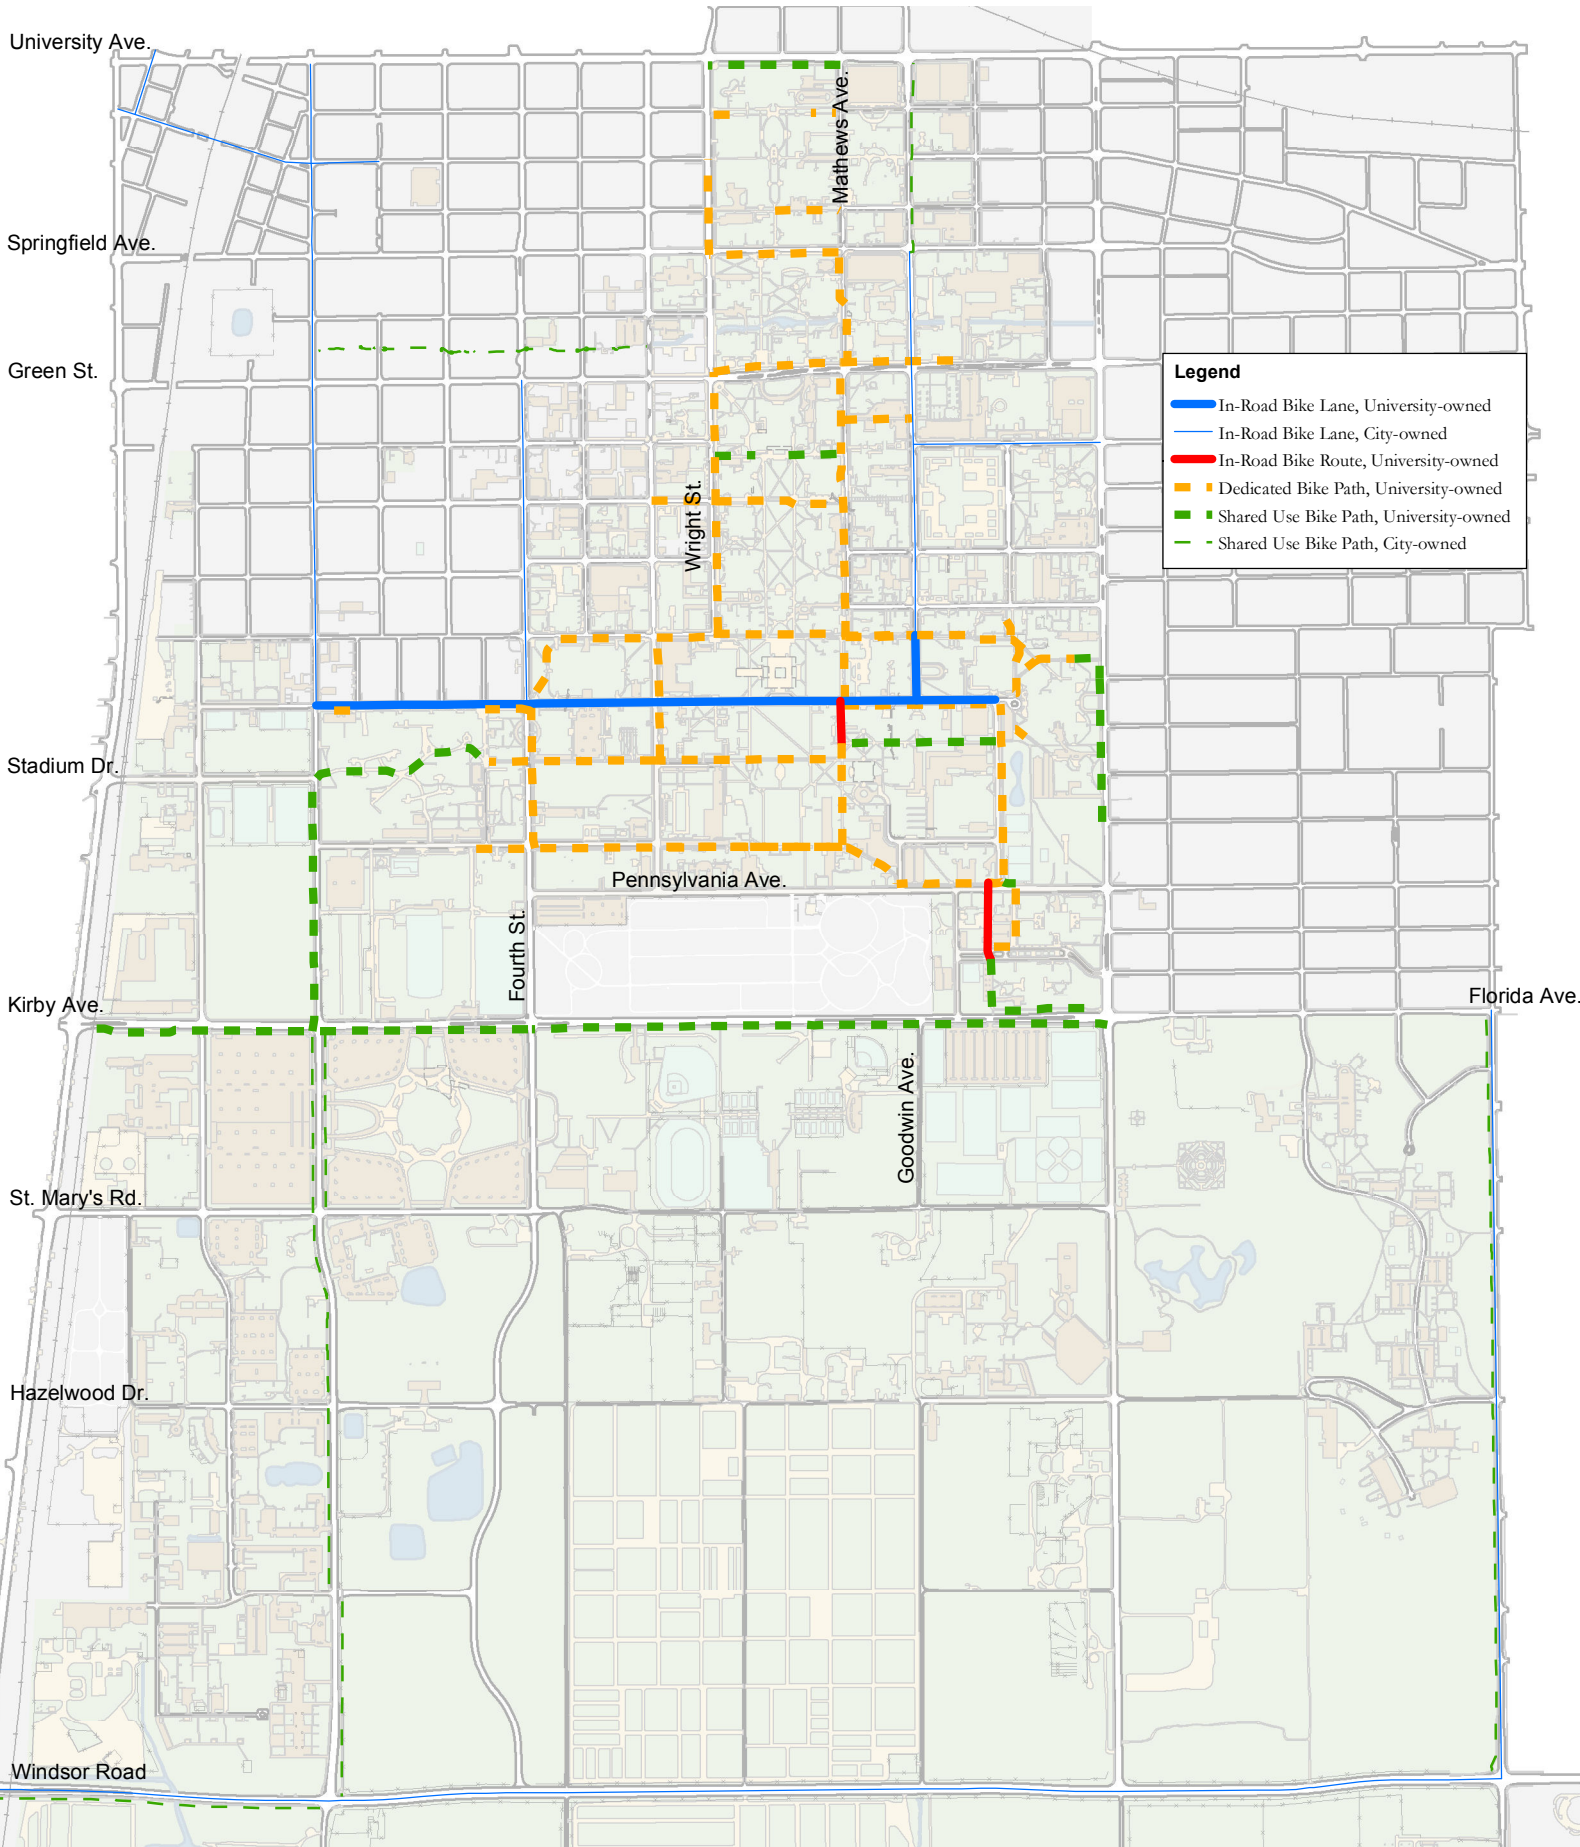 University Ave.
Mathews Ave.
Springfield Ave.
Green St.
Legend
In-Road Bike Lane, University-owned
In-Road Bike Lane, City-owned
In-Road Bike Route, University-owned
Dedicated Bike Path, University-owned
Shared Use Bike Path, University-owned
Shared Use Bike Path, City-owned
Wright St.
Stadium Dr.
Pennsylvania Ave.
Fourth St.
Kirby Ave.
Florida Ave.
Goodwin Ave.
St. Mary's Rd.
Hazelwood Dr.
Windsor Road